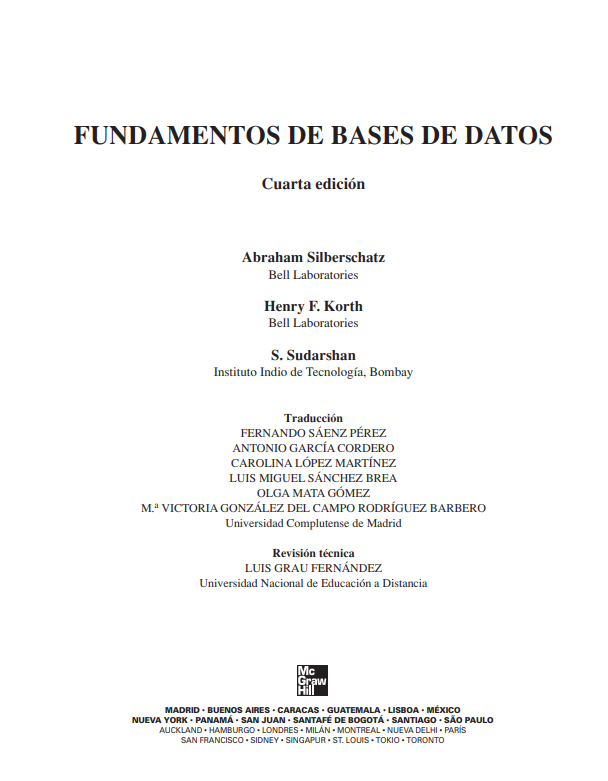 FUNDAMENTOS DE BASES DE DATOS
Cuarta edición
Abraham Silberschatz
Bell Laboratories
Henry F. Korth
Bell Laboratories
S. Sudarshan
Instituto Indio de Tecnología, Bombay
Traducción
FERNANDO SÁENZ PÉREZ
ANTONIO GARCÍA CORDERO
CAROLINA LÓPEZ MARTÍNEZ
LUIS MIGUEL SÁNCHEZ BREA
OLGA MATA GÓMEZ
M.ª VICTORIA GONZÁLEZ DEL CAMPO RODRÍGUEZ BARBERO
Universidad Complutense de Madrid
Revisión técnica
LUIS GRAU FERNÁNDEZ
Universidad Nacional de Educación a Distancia
Mc
Graw
Hill
MADRID • BUENOS AIRES • CARACAS • GUATEMALA • LISBOA • MÉXICO
NUEVA YORK • PANAMÁ • SAN JUAN • SANTAFÉ DE BOGOTÁ • SANTIAGO • SÃO PAULO
AUCKLAND • HAMBURGO • LONDRES • MILÁN • MONTREAL • NUEVA DELHI • PARÍS
SAN FRANCISCO • SIDNEY • SINGAPUR • ST. LOUIS • TOKIO • TORONTO